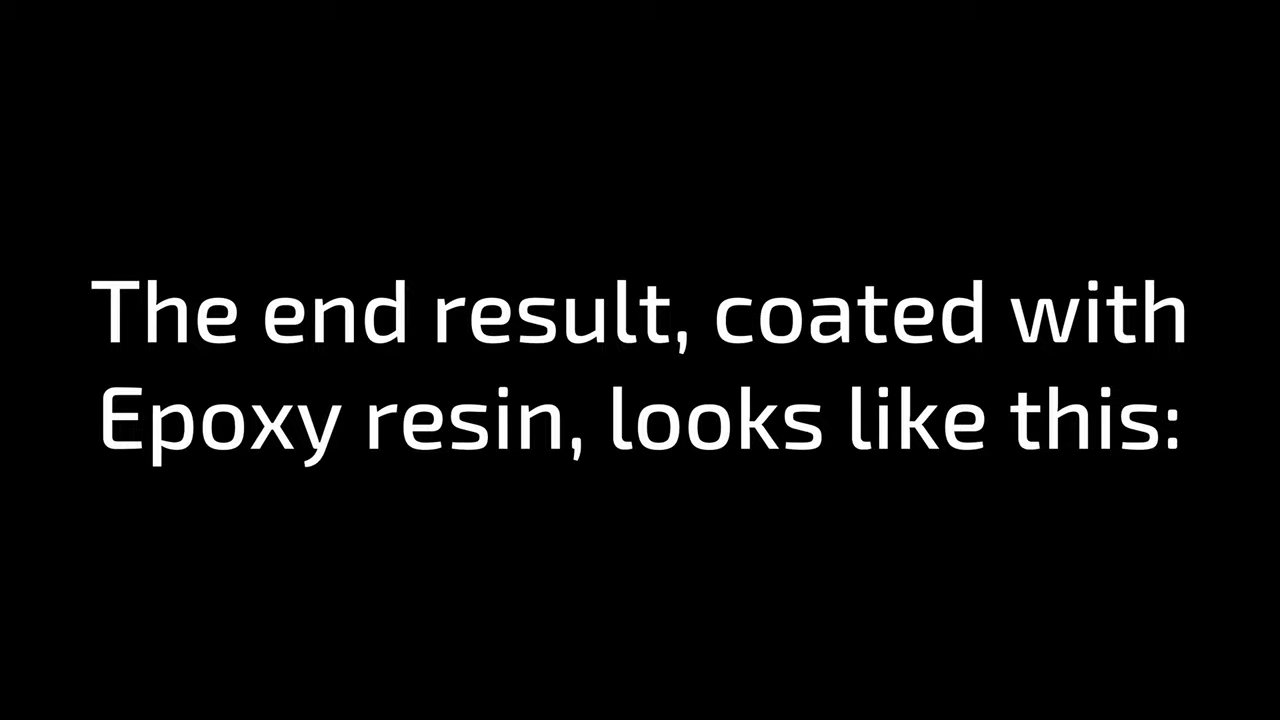 The end result, coated with
Epoxy resin, looks like this: